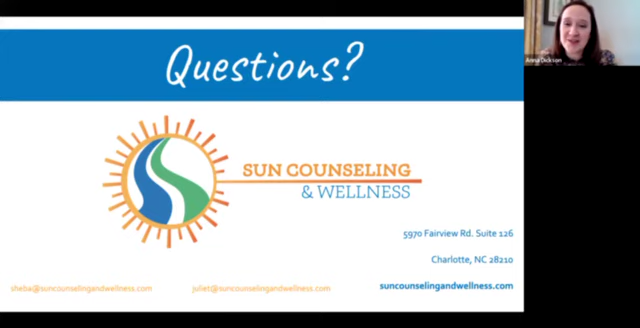 Questions?
Anna Dickson
SUN COUNSELING
& WELLNESS
5970 Fairview Rd. Suite 126
Charlotte, NC 28210
sheba@suncounselingandwellness.com
juliet@suncounselingandwellness.com
suncounselingandwellness.com